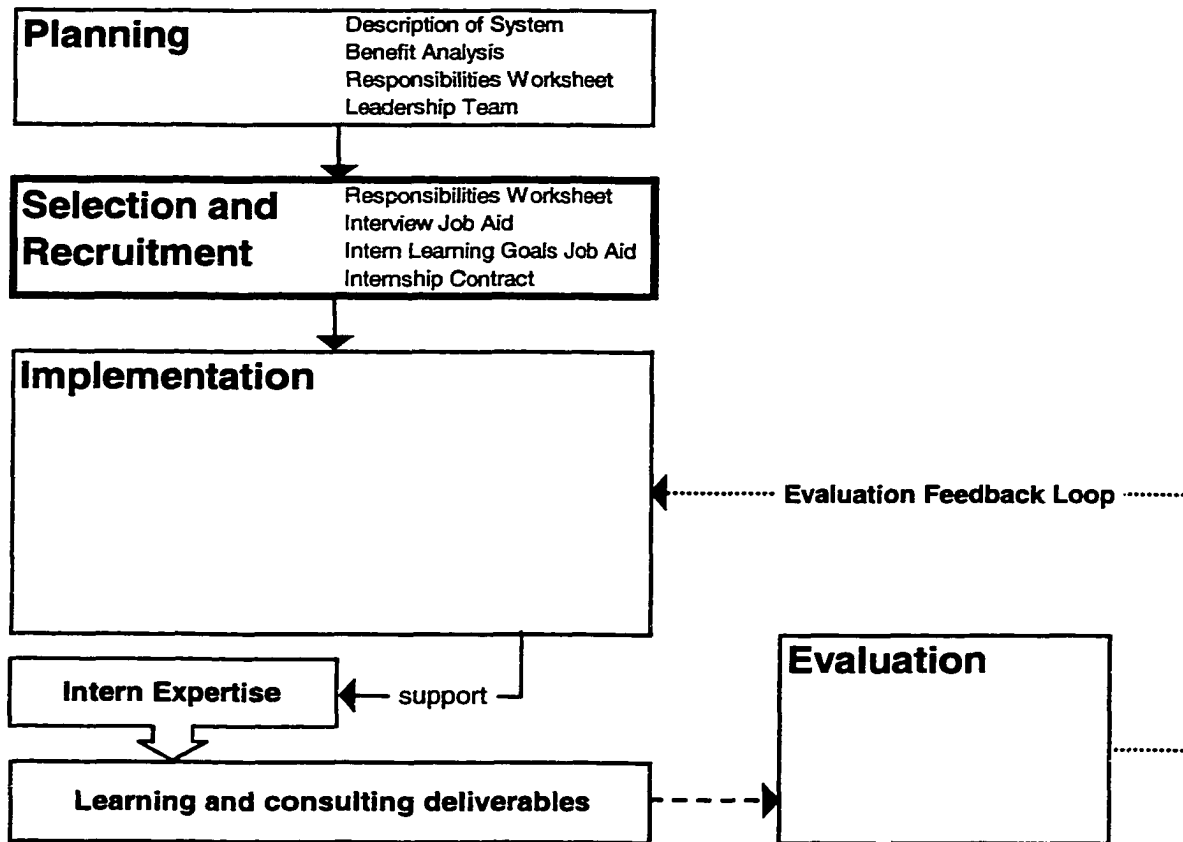 Planning
Description of System
Benefit Analysis
Responsibilities Worksheet
Leadership Team
Selection and
Recruitment
Responsibilities Worksheet
Interview Job Aid
Intern Learning Goals Job Aid
Internship Contract
Implementation
Evaluation Feedback Loop
Intern Expertise
support
Evaluation
Learning and consulting deliverables